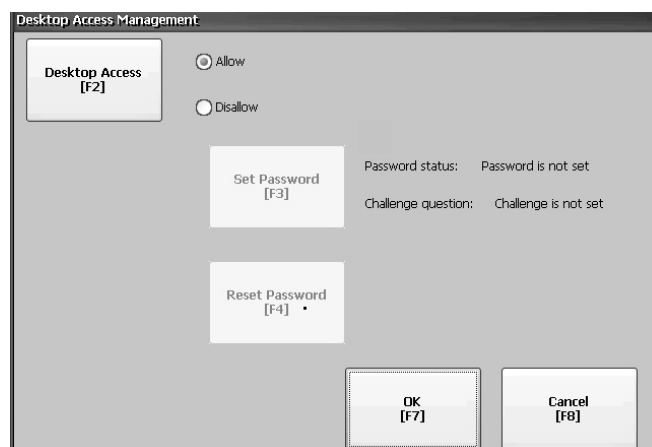 Desktop Access Management
Desktop Access
[F2]
Allow
Disallow
Set Password
[F3]
Password status: Password is not set
Challenge question: Challenge is not set
Reset Password
[F4]
OK
[F7]
Cancel
[F8]